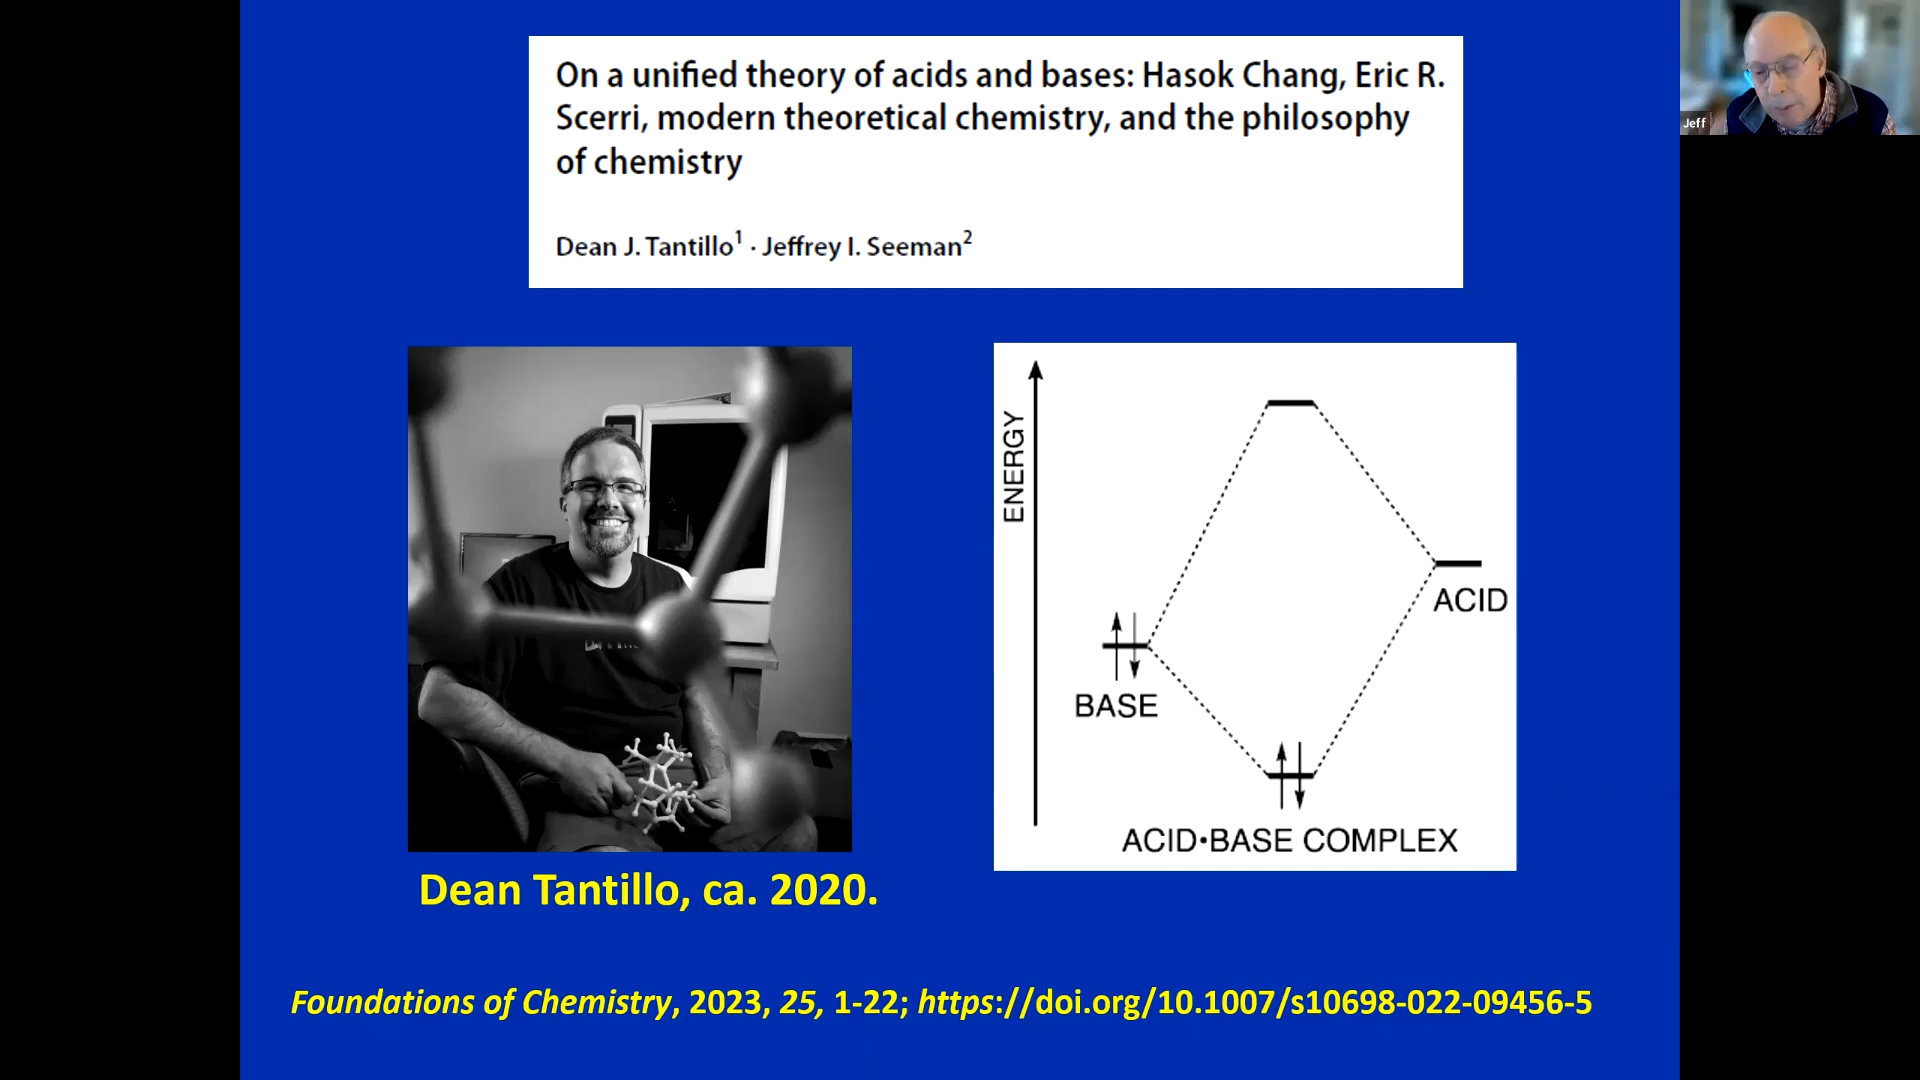 On a unified theory of acids and bases: Hasok Chang, Eric R.
Scerri, modern theoretical chemistry, and the philosophy
of chemistry
Dean J. Tantillo1 · Jeffrey I. Seeman2
Jeff
ENERGY
ACID
BASE
ACID•BASE COMPLEX
Dean Tantillo, ca. 2020.
Foundations of Chemistry, 2023, 25, 1-22; https://doi.org/10.1007/s10698-022-09456-5